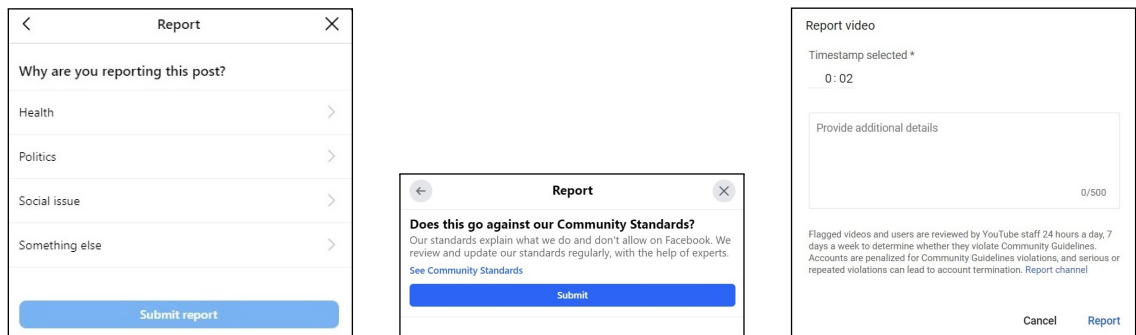 Report
Why are you reporting this post?
Health
Politics
Social issue
Something else
Submit report
Report
Does this go against our Community Standards?
Our standards explain what we do and don't allow on Facebook. We
review and update our standards regularly, with the help of experts.
See Community Standards
Submit
Report video
Timestamp selected *
0 : 02
Provide additional details
0/500
Flagged videos and users are reviewed by YouTube staff 24 hours a day, 7
days a week to determine whether they violate Community Guidelines.
Accounts are penalized for Community Guidelines violations, and serious or
repeated violations can lead to account termination. Report channel
Cancel Report